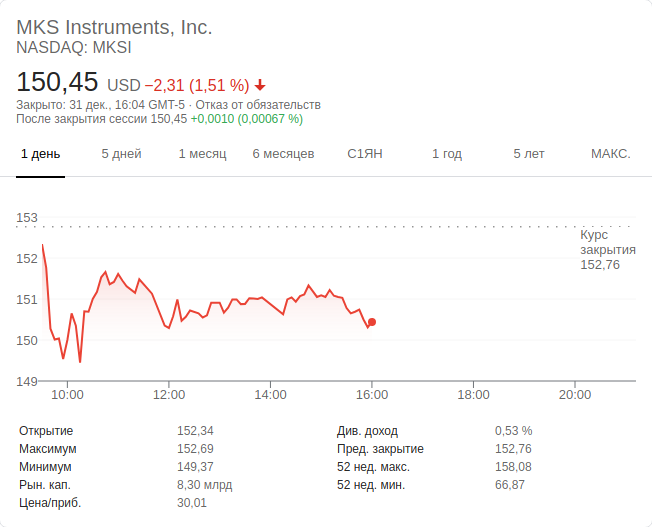 MKS Instruments, Inc.
NASDAQ: MKSI
150,45 USD −2,31 (1,51 %)
Закрыто: 31 дек., 16:04 GMT-5 · Отказ от обязательств
После закрытия сессии 150,45 +0,0010 (0,00067 %)
1 день 5 дней 1 месяц 6 месяцев С1ЯН 1 год 5 лет МАКС.
153
Курс
закрытия
152,76
152
151
150
149
10:00 12:00 14:00 16:00 18:00 20:00
Открытие 152,34 Див. доход 0,53 %
Максимум 152,69 Пред. закрытие 152,76
Минимум 149,37 52 нед. макс. 158,08
Рын. кап. 8,30 млрд 52 нед. мин. 66,87
Цена/приб. 30,01